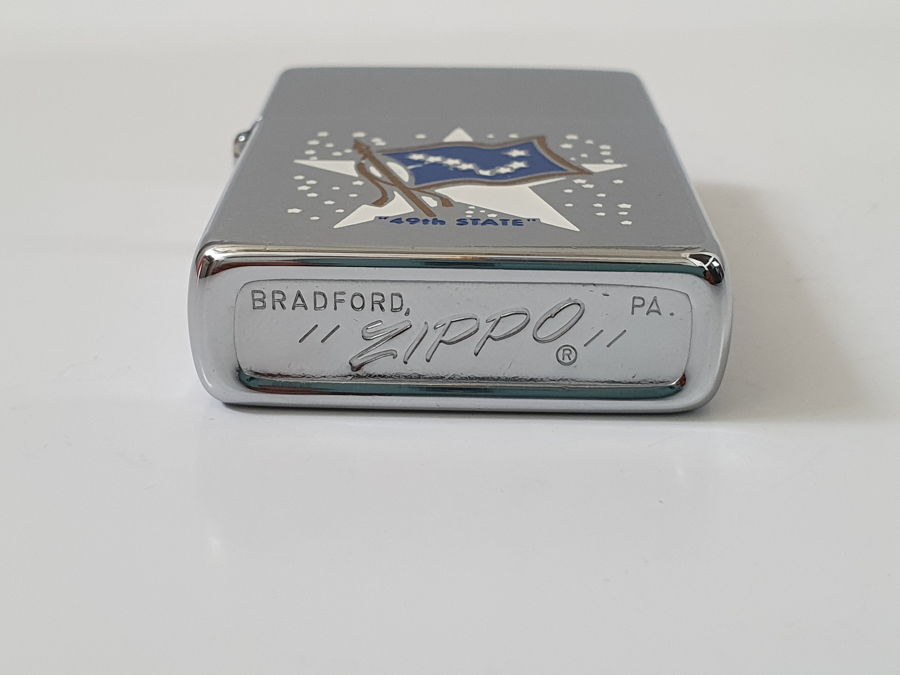 "49th STATE"
BRADFORD, PA.
// ZIPPO ® //